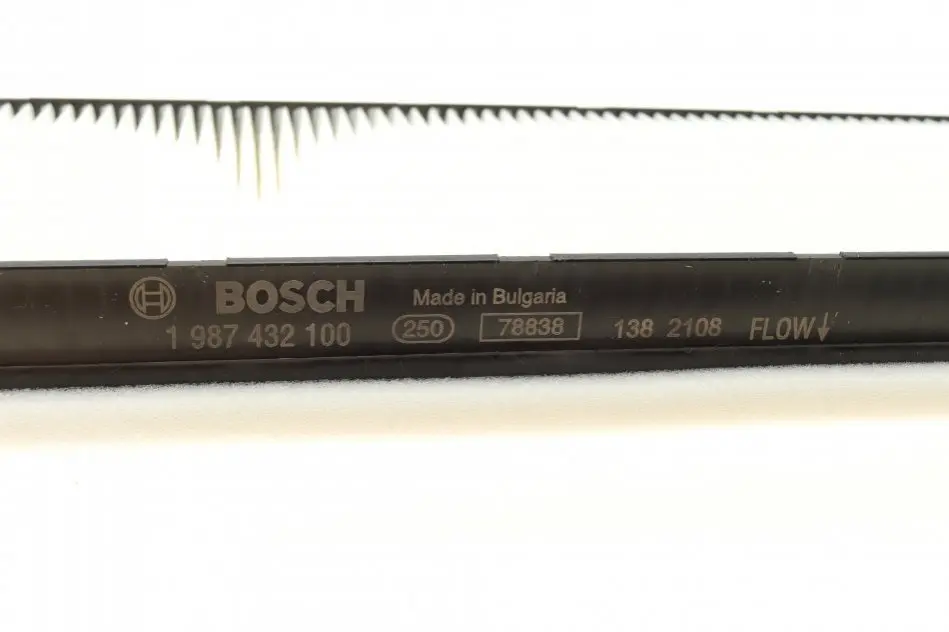 BOSCH Made in Bulgaria
1 987 432 100 250 78838 138 2108 FLOW↓